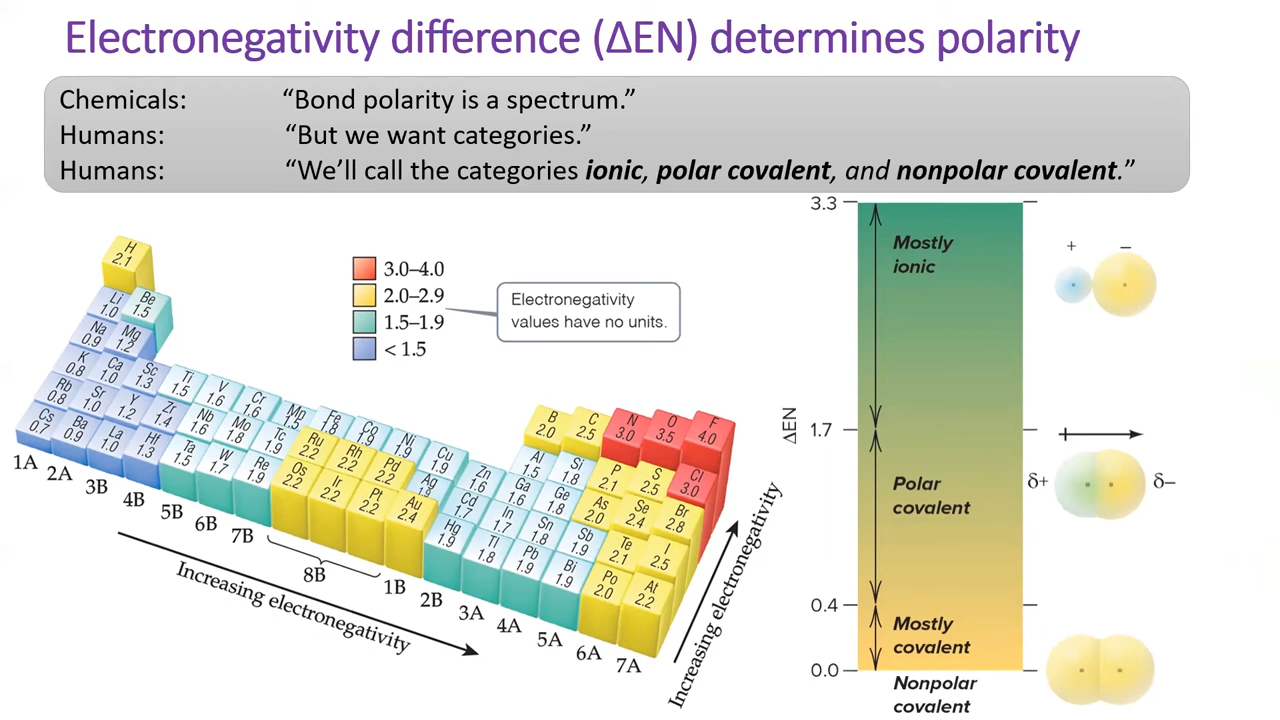 Electronegativity difference (ΔEN) determines polarity
Chemicals: “Bond polarity is a spectrum.”
Humans: “But we want categories.”
Humans: “We’ll call the categories ionic, polar covalent, and nonpolar covalent.”
H
2.1
Li
1.0
Be
1.5
Na
0.9
Mg
1.2
K
0.8
Ca
1.0
Sc
1.3
Ti
1.5
V
1.6
Cr
1.6
Mn
1.5
Fe
1.8
Co
1.9
Ni
1.9
Cu
1.9
Zn
1.6
Ga
1.6
Ge
1.8
As
2.0
Se
2.4
Br
2.8
Rb
0.8
Sr
1.0
Y
1.2
Zr
1.4
Nb
1.6
Mo
1.8
Tc
1.9
Ru
2.2
Rh
2.2
Pd
2.2
Ag
1.9
Cd
1.7
In
1.7
Sn
1.8
Sb
1.9
Te
2.1
I
2.5
Cs
0.7
Ba
0.9
La
1.0
Hf
1.3
Ta
1.5
W
1.7
Re
1.9
Os
2.2
Ir
2.2
Pt
2.2
Au
2.4
Hg
1.9
Tl
1.8
Pb
1.9
Bi
1.9
Po
2.0
At
2.2
B
2.0
C
2.5
N
3.0
O
3.5
F
4.0
Al
1.5
Si
1.8
P
2.1
S
2.5
Cl
3.0
1A
2A
3B
4B
5B
6B
7B
8B
1B
2B
3A
4A
5A
6A
7A
Increasing electronegativity
Increasing electronegativity
3.0–4.0
2.0–2.9
1.5–1.9
< 1.5
Electronegativity
values have no units.
ΔEN
3.3
Mostly
ionic
+ −
1.7
Polar
covalent
δ+ δ−
0.4
Mostly
covalent
0.0
Nonpolar
covalent